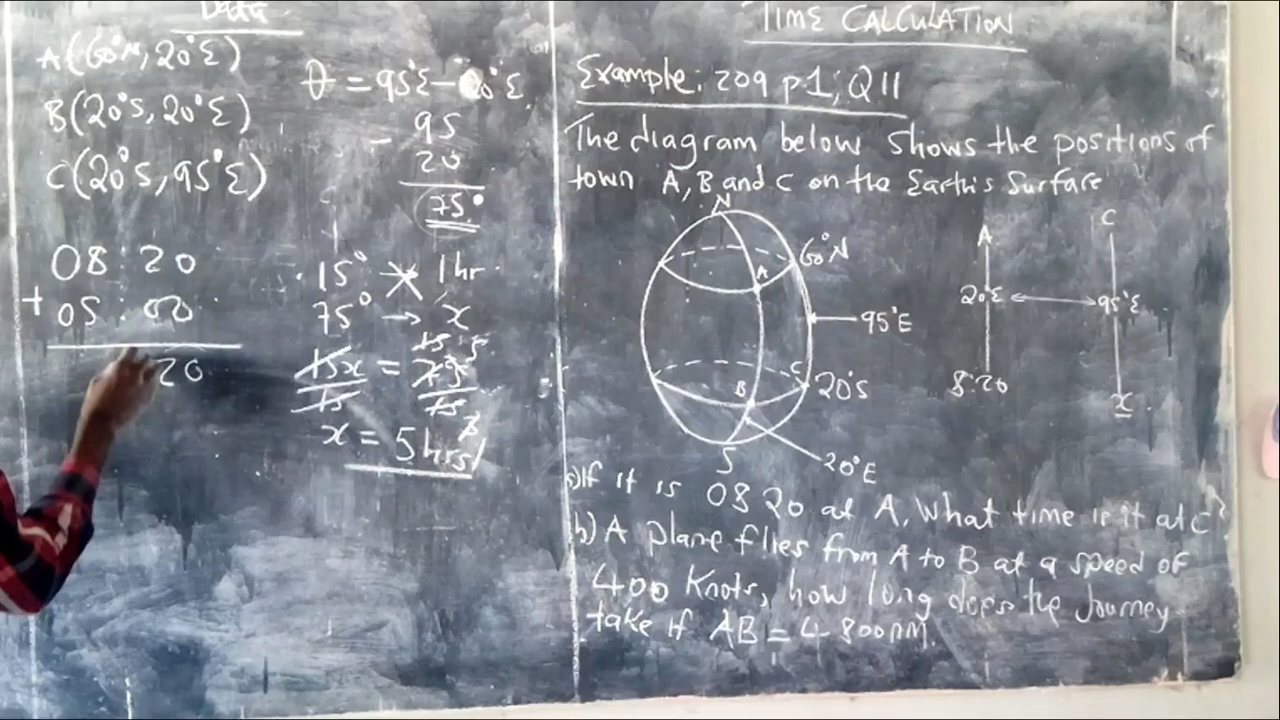 Data
A(60°N, 20°E)
B(20°S, 20°E)
C(20°S, 95°E)
08:20
+ 05:00
20
θ = 95°E - 20°E
- 95
20
75°
15° → 1hr
75° → x
15x = 75
15 15
x = 5hrs
TIME CALCULATION
Example: 209 p1; Q11
The diagram below shows the positions of
town A, B and C on the Earth's Surface
N
A
60°N
95°E
B
C
20°S
S
20°E
A
C
20°E
95°E
8:20
x
a) If it is 0820 at A. What time is it at C?
b) A plane flies from A to B at a speed of
400 Knots, how long does the Journey
take if AB = 4800nm.